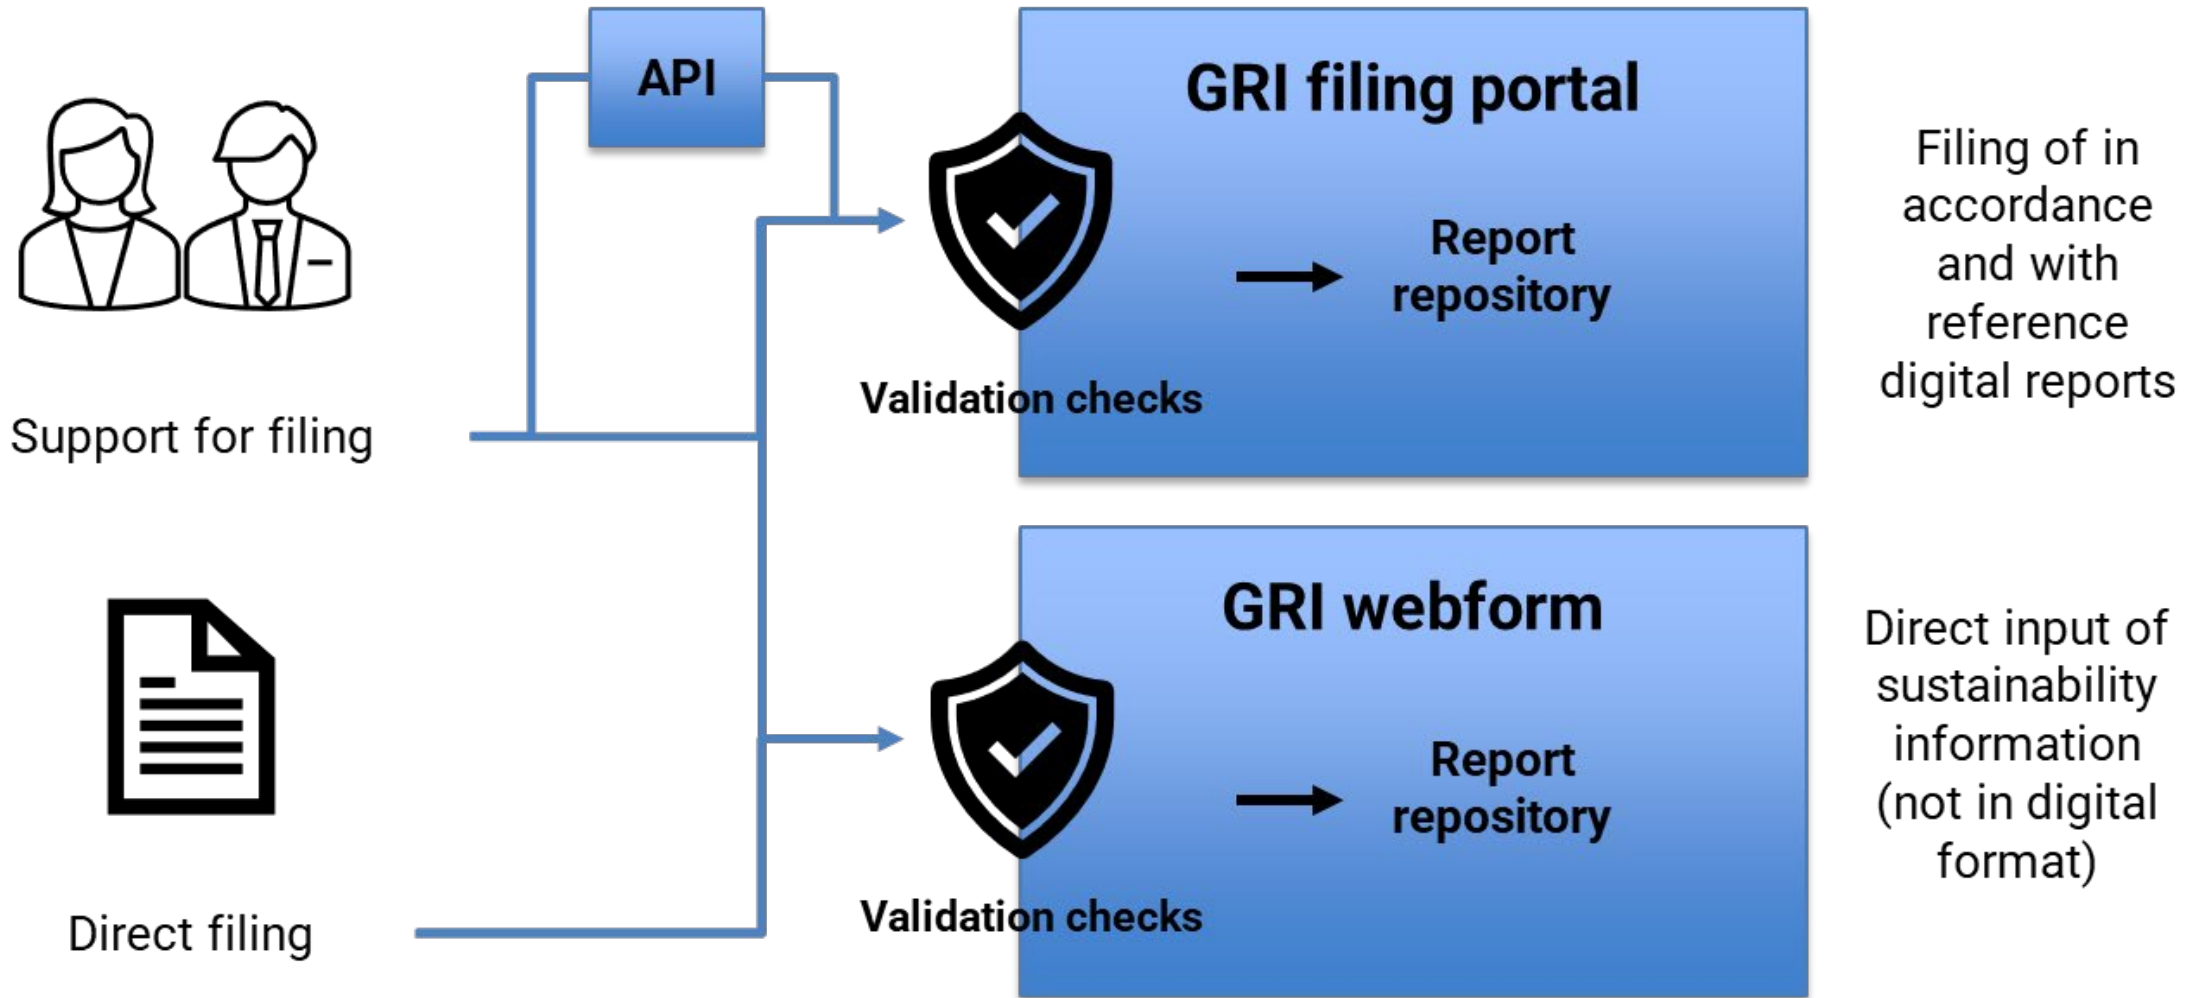 API
GRI filing portal
Report
repository
Validation checks
Filing of in
accordance
and with
reference
digital reports
Support for filing
GRI webform
Report
repository
Validation checks
Direct input of
sustainability
information
(not in digital
format)
Direct filing